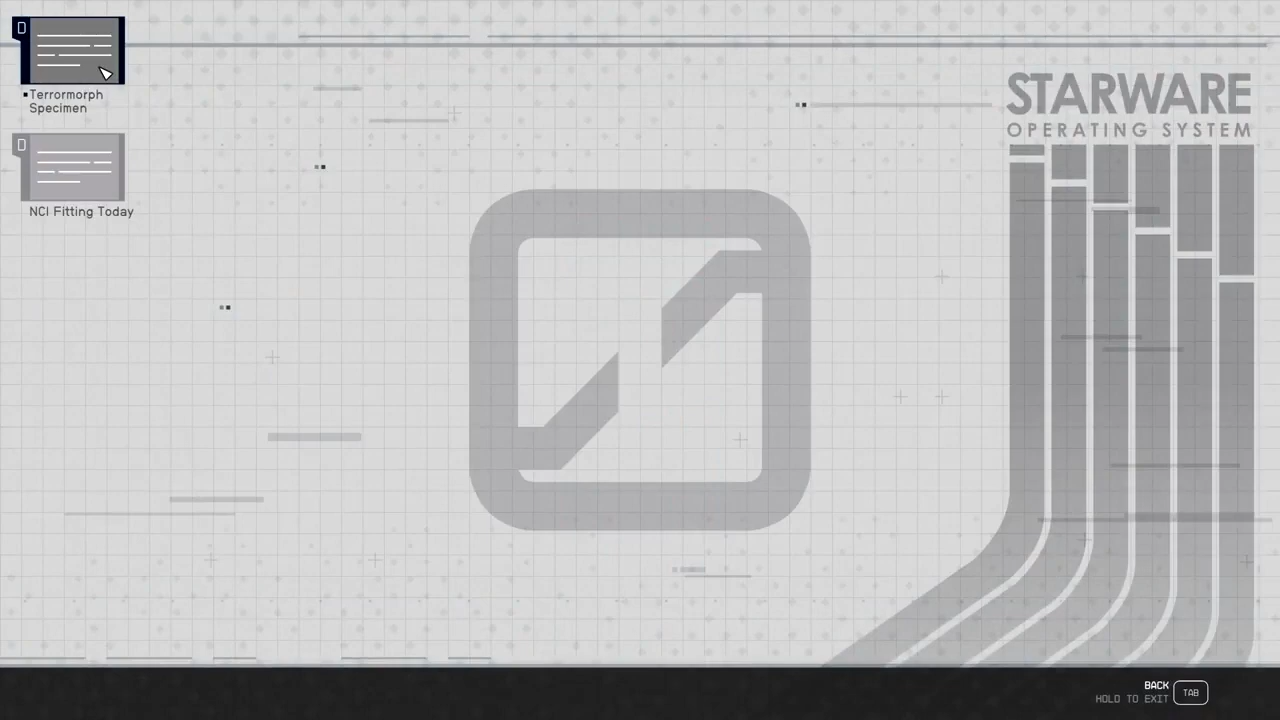 D
Terrormorph
Specimen
D
NCI Fitting Today
STARWARE
OPERATING SYSTEM
BACK
HOLD TO EXIT
TAB